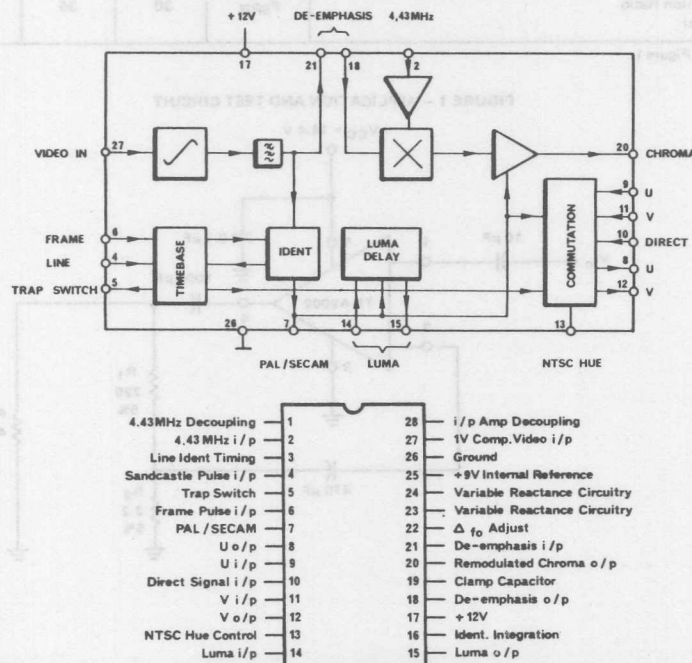 +12V DE-EMPHASIS 4.43MHz
17 21 18 2
VIDEO IN 27 20 CHROMA
9 U
11 V
FRAME 6 10 DIRECT
LINE 4 IDENT LUMA DELAY 8 U
TRAP SWITCH 5 TIMEBASE COMMUTATION 12 V
26 7 14 15 13
PAL/SECAM LUMA NTSC HUE
4.43MHz Decoupling 1 28 i/p Amp Decoupling
4.43 MHz i/p 2 27 1V Comp.Video i/p
Line Ident Timing 3 26 Ground
Sandcastle Pulse i/p 4 25 +9V Internal Reference
Trap Switch 5 24 Variable Reactance Circuitry
Frame Pulse i/p 6 23 Variable Reactance Circuitry
PAL / SECAM 7 22 Δ fo Adjust
U o/p 8 21 De-emphasis i/p
U i/p 9 20 Remodulated Chroma o/p
Direct Signal i/p 10 19 Clamp Capacitor
V i/p 11 18 De-emphasis o/p
V o/p 12 17 +12V
NTSC Hue Control 13 16 Ident. Integration
Luma i/p 14 15 Luma o/p